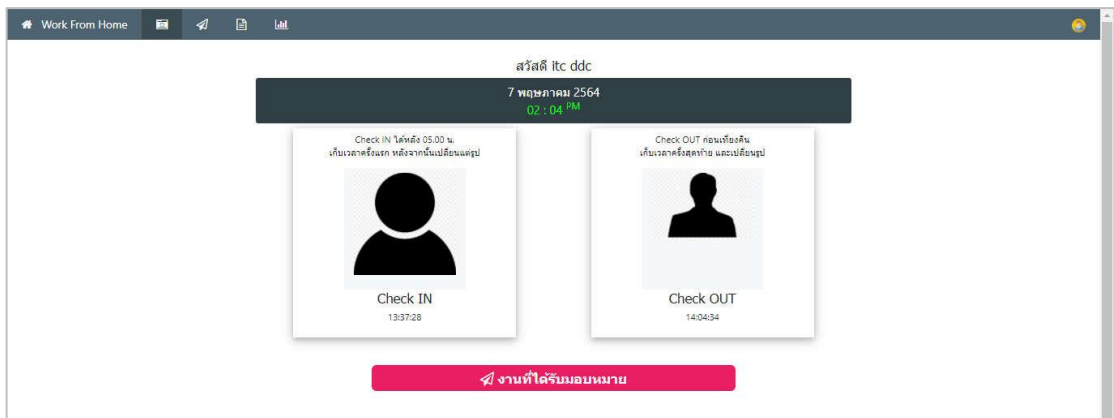 Work From Home
สวัสดี itc ddc
7 พฤษภาคม 2564
02 : 04 PM
Check IN ได้หลัง 05.00 น.
เก็บเวลาครั้งแรก หลังจากนั้นเปลี่ยนแต่รูป
Check IN
13:37:28
Check OUT ก่อนเที่ยงคืน
เก็บเวลาครั้งสุดท้าย และเปลี่ยนรูป
Check OUT
14:04:34
งานที่ได้รับมอบหมาย